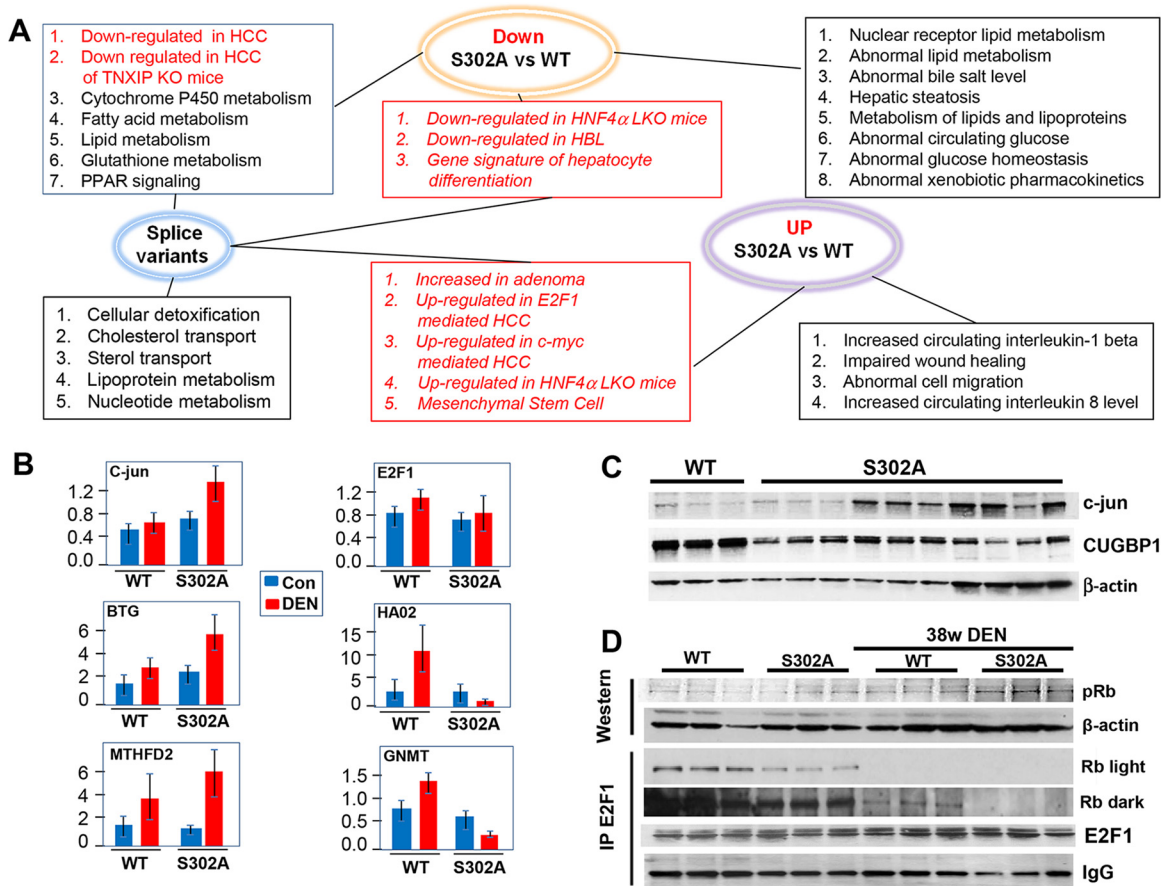 A
1. Down-regulated in HCC
2. Down regulated in HCC
of TNXIP KO mice
3. Cytochrome P450 metabolism
4. Fatty acid metabolism
5. Lipid metabolism
6. Glutathione metabolism
7. PPAR signaling
Down
S302A vs WT
1. Down-regulated in HNF4α LKO mice
2. Down-regulated in HBL
3. Gene signature of hepatocyte
differentiation
1. Nuclear receptor lipid metabolism
2. Abnormal lipid metabolism
3. Abnormal bile salt level
4. Hepatic steatosis
5. Metabolism of lipids and lipoproteins
6. Abnormal circulating glucose
7. Abnormal glucose homeostasis
8. Abnormal xenobiotic pharmacokinetics
Splice
variants
UP
S302A vs WT
1. Cellular detoxification
2. Cholesterol transport
3. Sterol transport
4. Lipoprotein metabolism
5. Nucleotide metabolism
1. Increased in adenoma
2. Up-regulated in E2F1
mediated HCC
3. Up-regulated in c-myc
mediated HCC
4. Up-regulated in HNF4α LKO mice
5. Mesenchymal Stem Cell
1. Increased circulating interleukin-1 beta
2. Impaired wound healing
3. Abnormal cell migration
4. Increased circulating interleukin 8 level
B
C-jun
1.2
0.8
0.4
0.0
WT S302A
E2F1
1.6
1.2
0.8
0.4
0.0
WT S302A
Con
DEN
BTG
6
4
2
0
WT S302A
HA02
15
10
5
0
WT S302A
MTHFD2
6
4
2
0
WT S302A
GNMT
1.5
1.0
0.5
0.0
WT S302A
C
WT S302A
c-jun
CUGBP1
β-actin
D
38w DEN
WT S302A WT S302A
Western
pRb
β-actin
IP E2F1
Rb light
Rb dark
E2F1
IgG